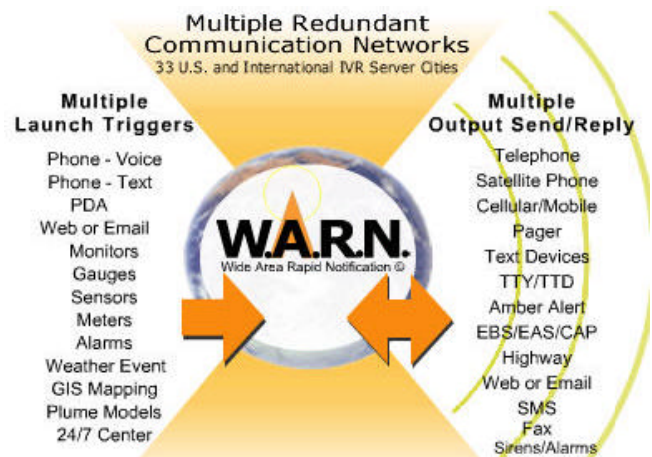 Multiple Redundant
Communication Networks
33 U.S. and International IVR Server Cities
Multiple
Launch Triggers
Phone - Voice
Phone - Text
PDA
Web or Email
Monitors
Gauges
Sensors
Meters
Alarms
Weather Event
GIS Mapping
Plume Models
24/7 Center
W.A.R.N.
Wide Area Rapid Notification ©
Multiple
Output Send/Reply
Telephone
Satellite Phone
Cellular/Mobile
Pager
Text Devices
TTY/TTD
Amber Alert
EBS/EAS/CAP
Highway
Web or Email
SMS
Fax
Sirens/Alarms